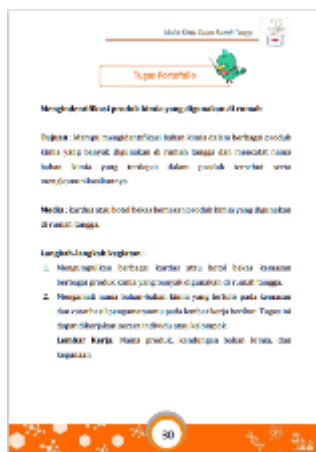 Modul Kimia Dalam Rumah Tangga
Tugas Portofolio
Mengindentifikasi produk kimia yang digunakan di rumah
Tujuan : Mampu mengidentifikasi bahan kimia dalam berbagai produk
kimia yang banyak digunakan di rumah tangga dan mencatat nama
bahan kimia yang terdapat dalam produk tersebut serta
mengklasifikasikannya.
Media : kardus atau botol bekas kemasan produk kimia yang digunakan
di rumah tangga.
Langkah-langkah kegiatan :
1. Mengumpulkan berbagai kardus atau botol bekas kemasan
berbagai produk kimia yang banyak digunakan di rumah tangga.
2. Mengamati nama bahan-bahan kimia yang tertulis pada kemasan
dan catat hasil pengamatanmu pada lembar kerja berikut. Tugas ini
dapat dikerjakan secara individu atau kelompok.
Lembar Kerja: Nama produk, kandungan bahan kimia, dan
kegunaan
30